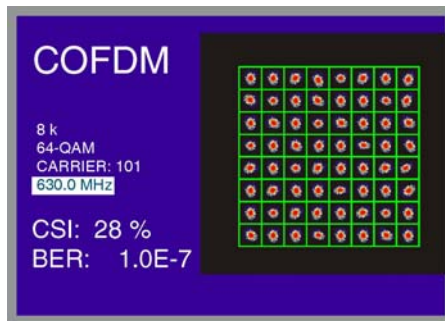 COFDM
8 k
64-QAM
CARRIER: 101
630.0 MHz
CSI: 28 %
BER: 1.0E-7